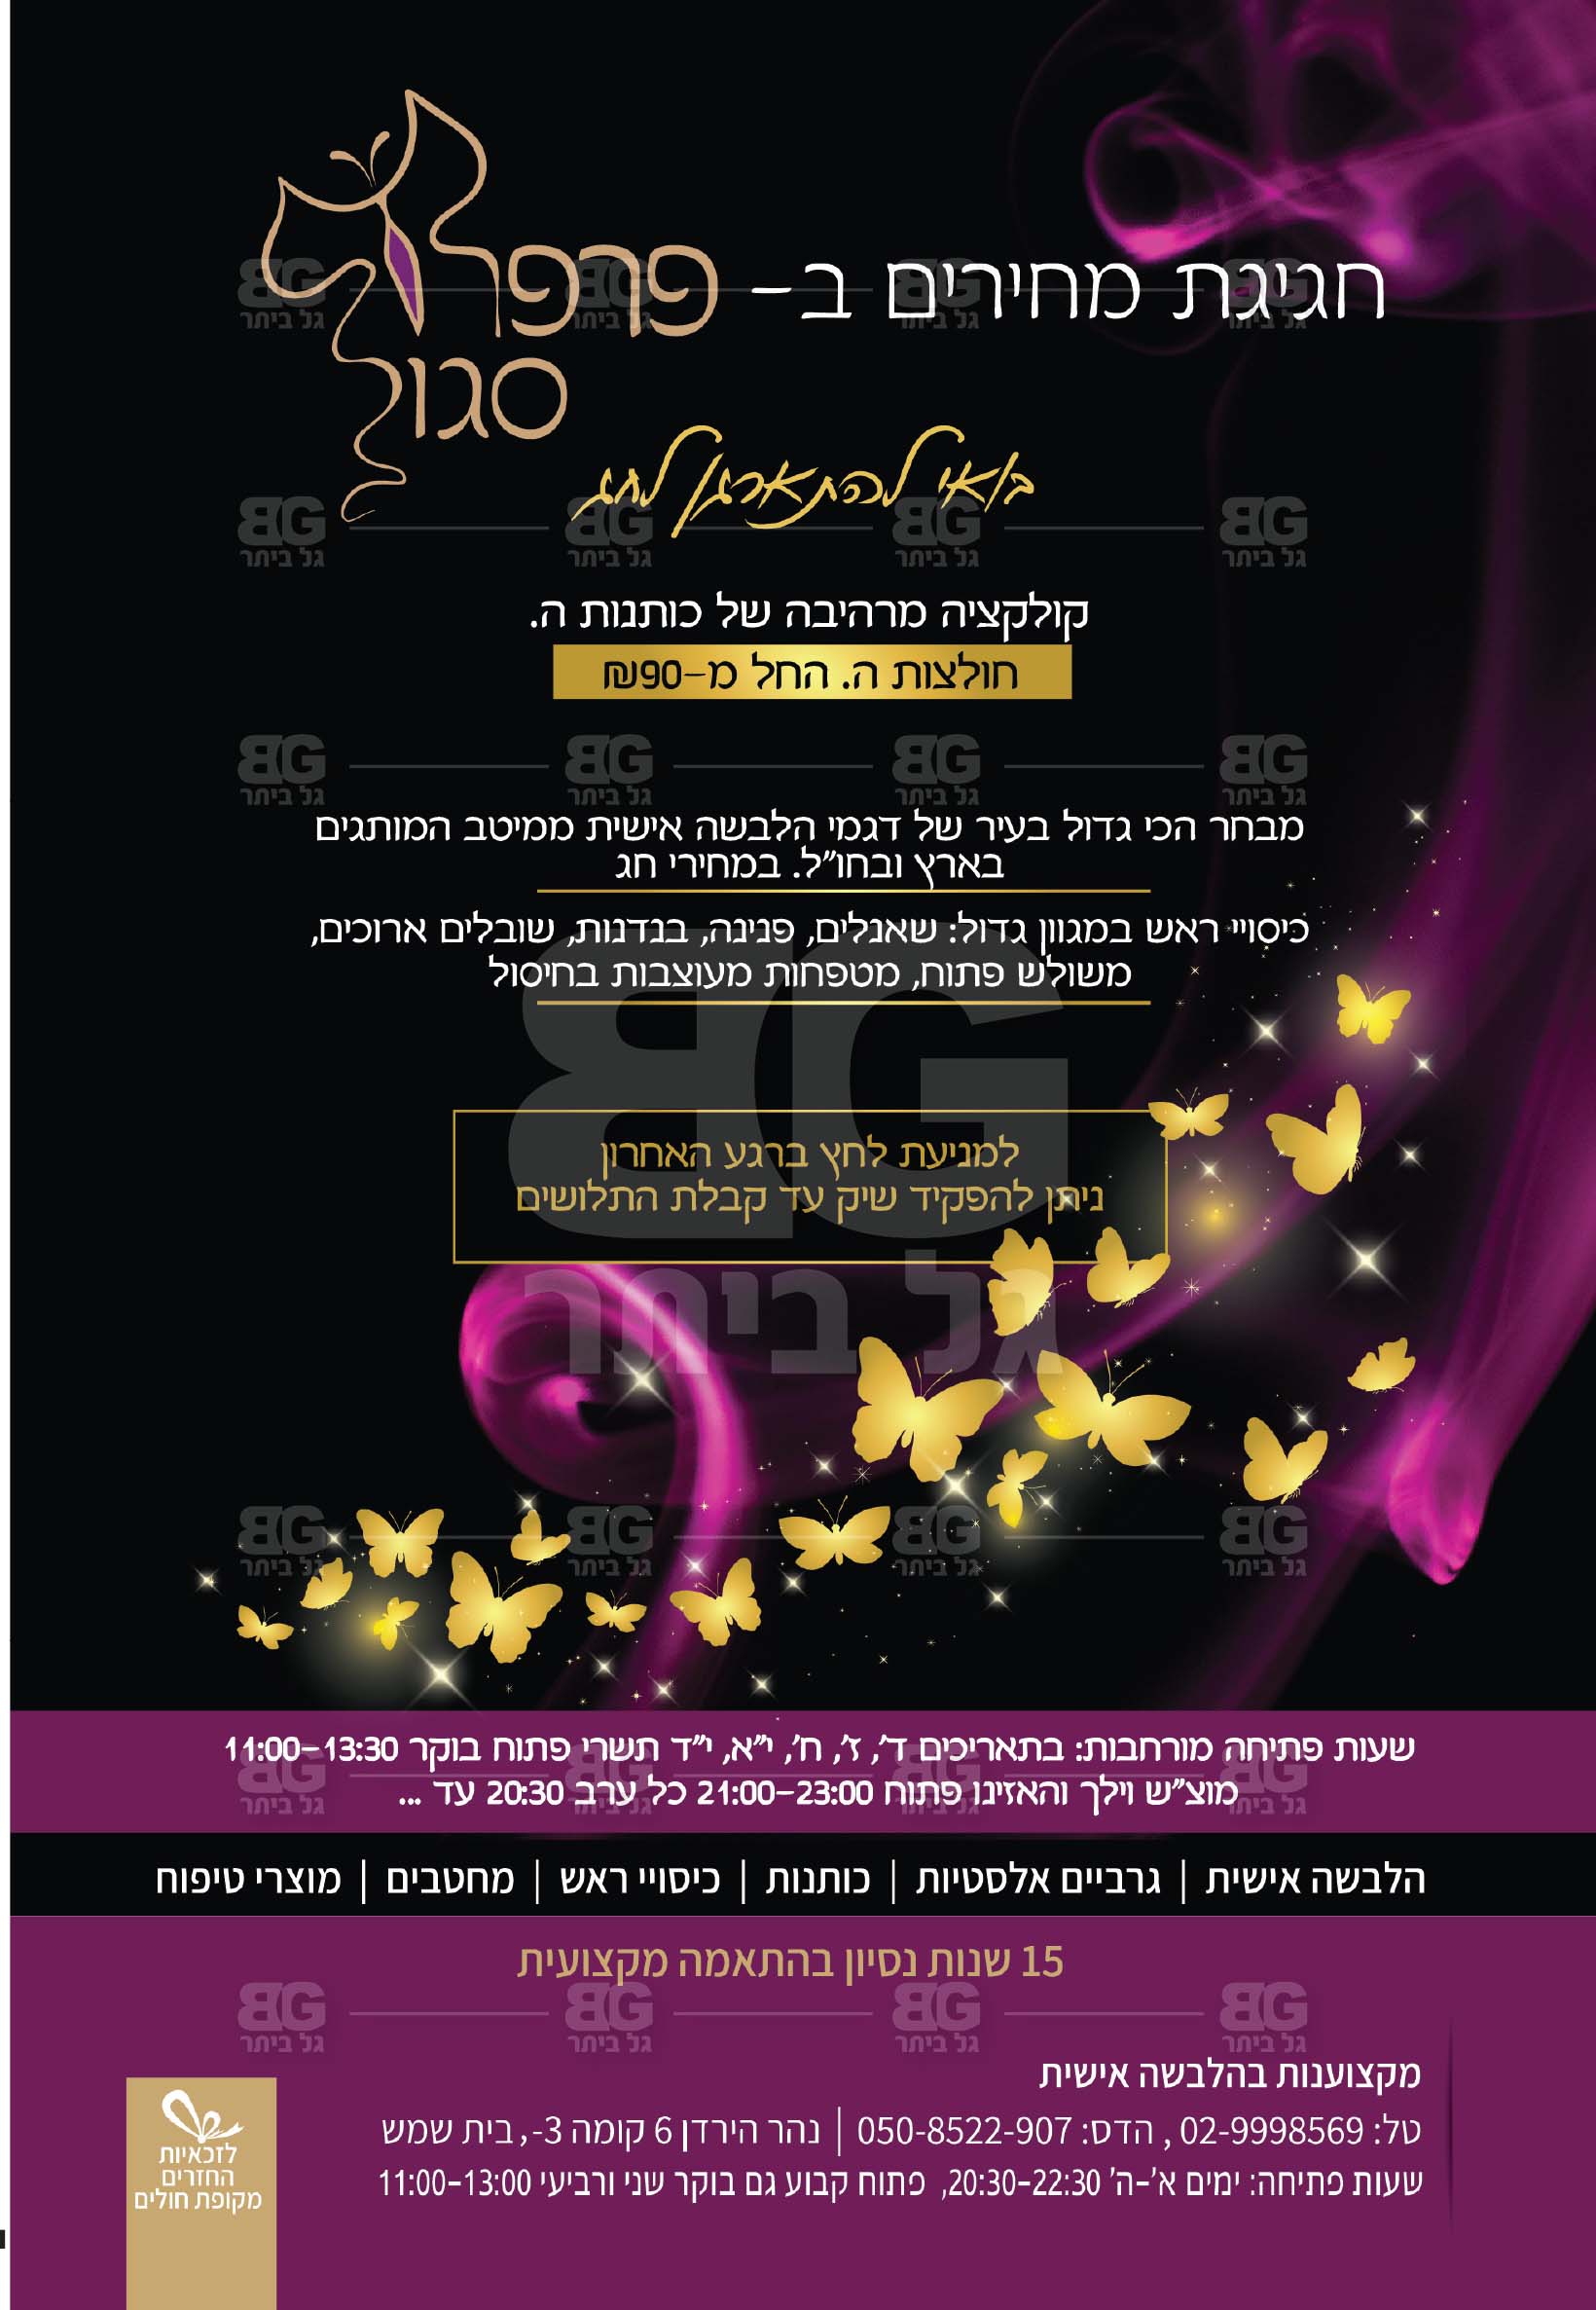 חגיגת מחירים ב- פרפר
סגול
בואי להתארגן לחג
קולקציה מרהיבה של כותנות ה.
חולצות ה. החל מ-90₪
מבחר הכי גדול בעיר של דגמי הלבשה אישית ממיטב המותגים
בארץ ובחו"ל. במחירי חג
כיסויי ראש במגוון גדול: שאנלים, פנינה, בנדנות, שובלים ארוכים,
משולש פתוח, מטפחות מעוצבות בחיסול
למניעת לחץ ברגע האחרון
ניתן להפקיד שיק עד קבלת התלושים
BG
גל ביתר
שעות פתיחה מורחבות: בתאריכים ד', ז', ח', י"א, י"ד תשרי פתוח בוקר 11:00-13:30
מוצ"ש וילך והאזינו פתוח 21:00-23:00 כל ערב 20:30 עד ...
הלבשה אישית | גרביים אלסטיות | כותנות | כיסויי ראש | מחטבים | מוצרי טיפוח
15 שנות נסיון בהתאמה מקצועית
מקצוענות בהלבשה אישית
טל: 02-9998569 , הדס: 050-8522-907 | נהר הירדן 6 קומה 3-, בית שמש
שעות פתיחה: ימים א'-ה' 20:30-22:30, פתוח קבוע גם בוקר שני ורביעי 11:00-13:00
לזכאיות
החזרים
מקופת חולים